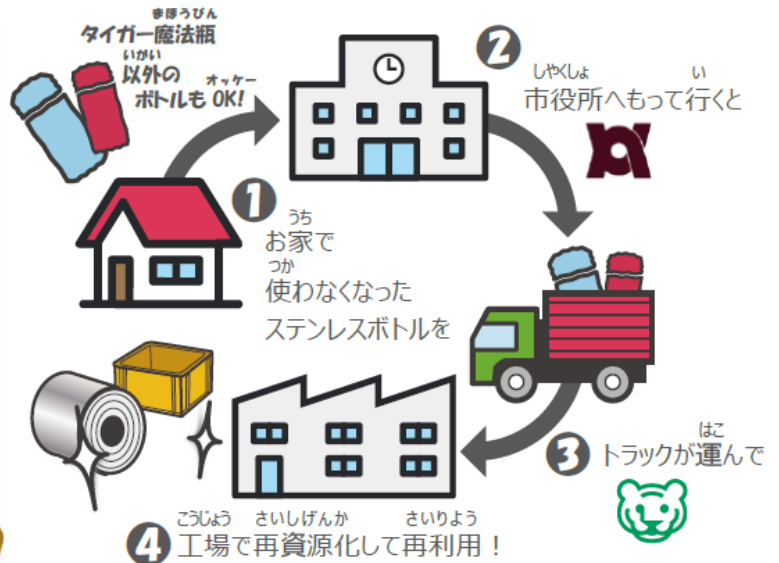 まほうびん
タイガー魔法瓶
いがい
以外の
オッケー
ボトルも OK!
1
うち
お家で
つか
使わなくなった
ステンレスボトルを
2
しやくしょ い
市役所へもって行くと
3
はこ
トラックが運んで
4
こうじょう さいしげんか さいりよう
工場で再資源化して再利用！